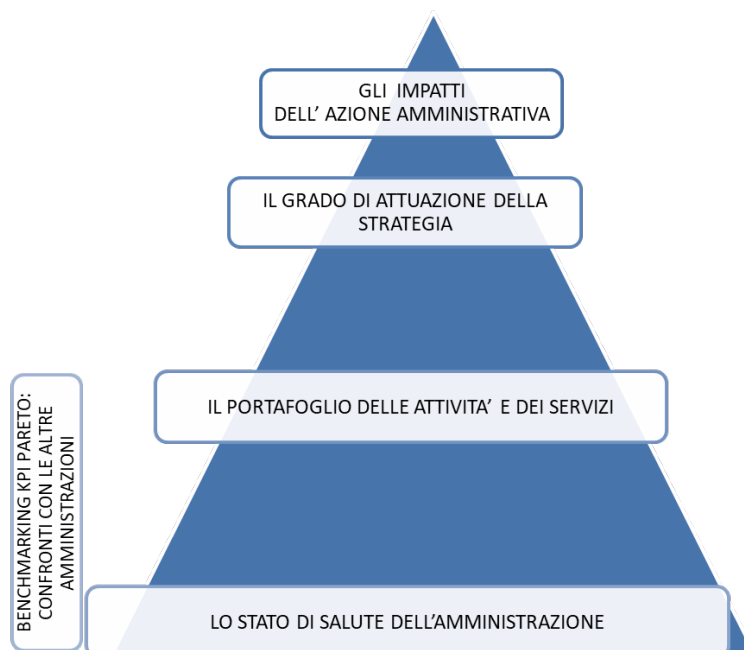 GLI IMPATTI
DELL' AZIONE AMMINISTRATIVA
IL GRADO DI ATTUAZIONE DELLA
STRATEGIA
IL PORTAFOGLIO DELLE ATTIVITA' E DEI SERVIZI
BENCHMARKING KPI PARETO:
CONFRONTI CON LE ALTRE
AMMINISTRAZIONI
LO STATO DI SALUTE DELL'AMMINISTRAZIONE